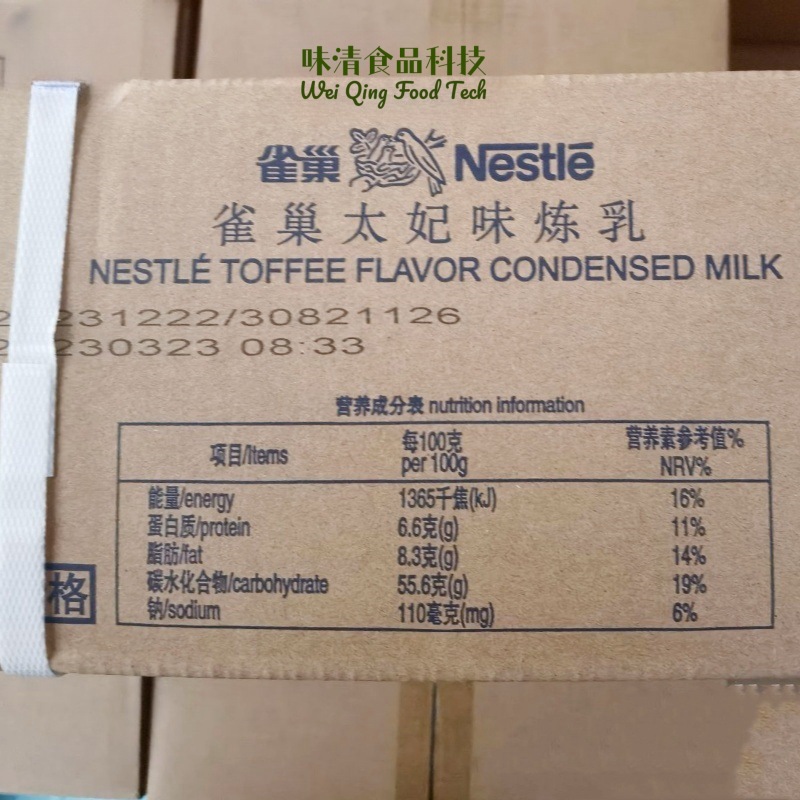 味清食品科技
Wei Qing Food Tech
雀巢 Nestlé
雀巢太妃味炼乳
NESTLÉ TOFFEE FLAVOR CONDENSED MILK
231222/30821126
230323 08:33
营养成分表 nutrition information
项目/Items 每100克 per 100g 营养素参考值% NRV%
能量/energy 1365千焦(kJ) 16%
蛋白质/protein 6.6克(g) 11%
脂肪/fat 8.3克(g) 14%
碳水化合物/carbohydrate 55.6克(g) 19%
钠/sodium 110毫克(mg) 6%
格